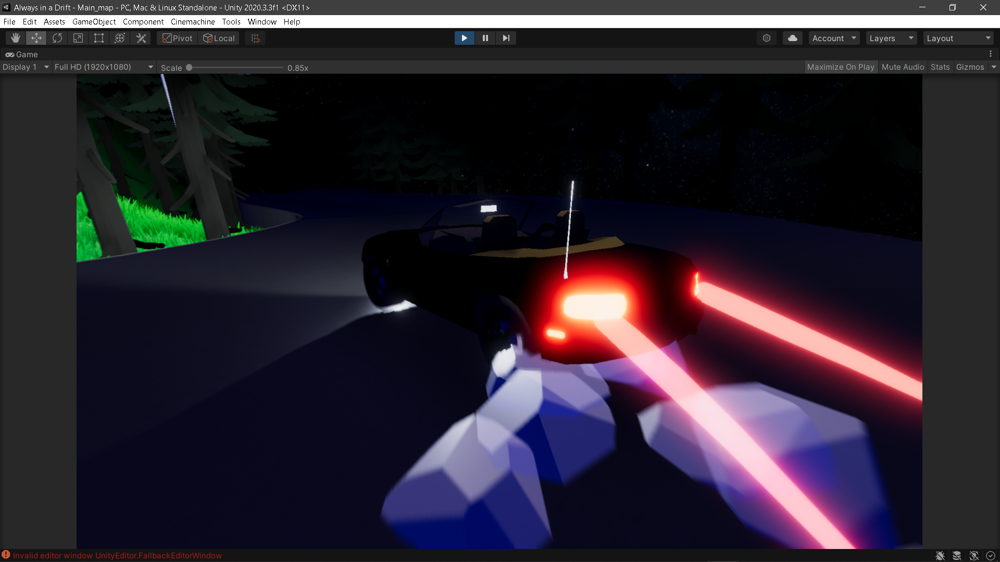 Always in a Drift - Main_map - PC, Mac & Linux Standalone - Unity 2020.3.3f1 <DX11>
File Edit Assets GameObject Component Cinemachine Tools Window Help
Pivot Local Account Layers Layout
Game
Display 1 Full HD (1920x1080) Scale 0.85x Maximize On Play Mute Audio Stats Gizmos
Invalid editor window UnityEditor.FallbackEditorWindow